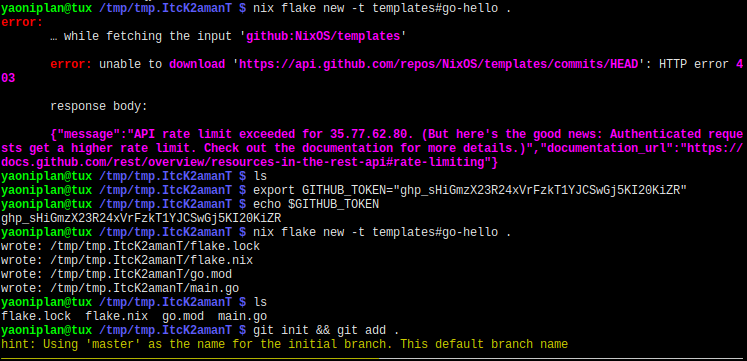 yaoniplan@tux /tmp/tmp.ItcK2amanT $ nix flake new -t templates#go-hello .
error:
… while fetching the input 'github:NixOS/templates'
error: unable to download 'https://api.github.com/repos/NixOS/templates/commits/HEAD': HTTP error 4
03
response body:
{"message":"API rate limit exceeded for 35.77.62.80. (But here's the good news: Authenticated reque
sts get a higher rate limit. Check out the documentation for more details.)","documentation_url":"https://
docs.github.com/rest/overview/resources-in-the-rest-api#rate-limiting"}
yaoniplan@tux /tmp/tmp.ItcK2amanT $ ls
yaoniplan@tux /tmp/tmp.ItcK2amanT $ export GITHUB_TOKEN="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"
yaoniplan@tux /tmp/tmp.ItcK2amanT $ echo $GITHUB_TOKEN
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
yaoniplan@tux /tmp/tmp.ItcK2amanT $ nix flake new -t templates#go-hello .
wrote: /tmp/tmp.ItcK2amanT/flake.lock
wrote: /tmp/tmp.ItcK2amanT/flake.nix
wrote: /tmp/tmp.ItcK2amanT/go.mod
wrote: /tmp/tmp.ItcK2amanT/main.go
yaoniplan@tux /tmp/tmp.ItcK2amanT $ ls
flake.lock  flake.nix  go.mod  main.go
yaoniplan@tux /tmp/tmp.ItcK2amanT $ git init && git add .
hint: Using 'master' as the name for the initial branch. This default branch name